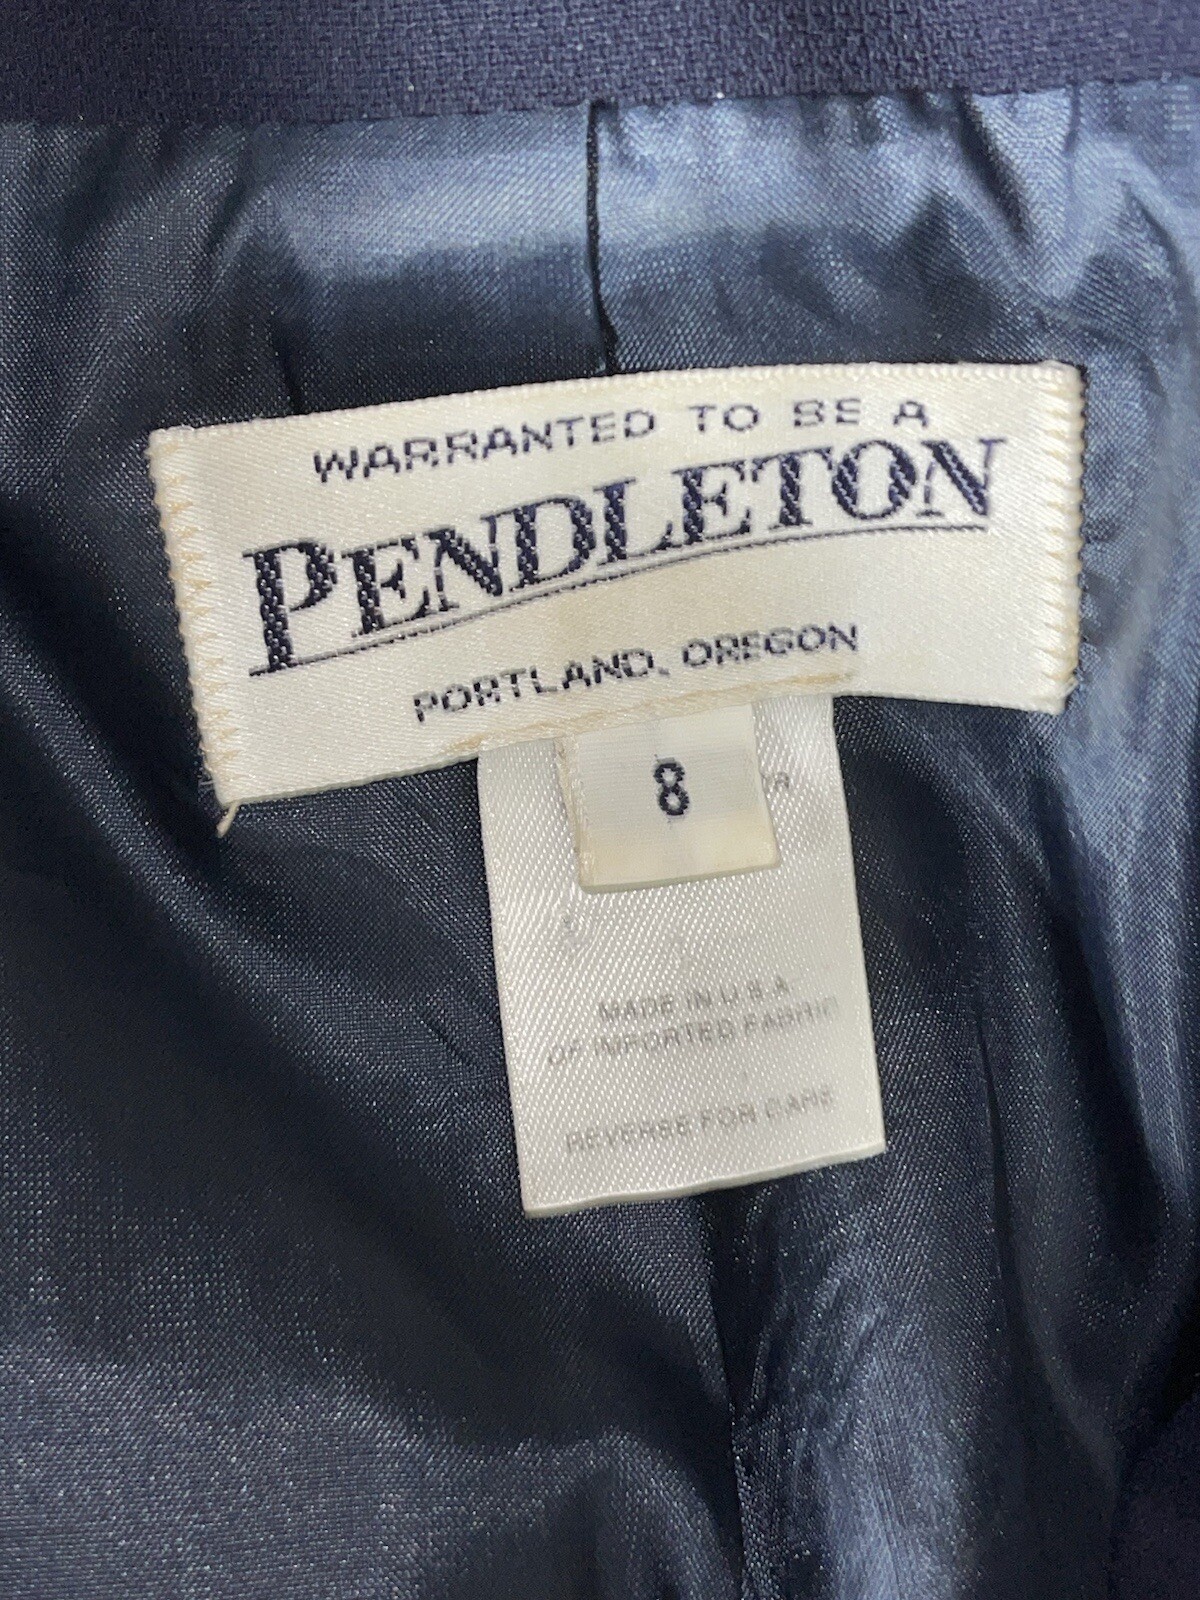 WARRANTED TO BE A
PENDLETON
PORTLAND, OREGON
8
MADE IN U S A
OF IMPORTED FABRIC
REVERSE FOR CARE